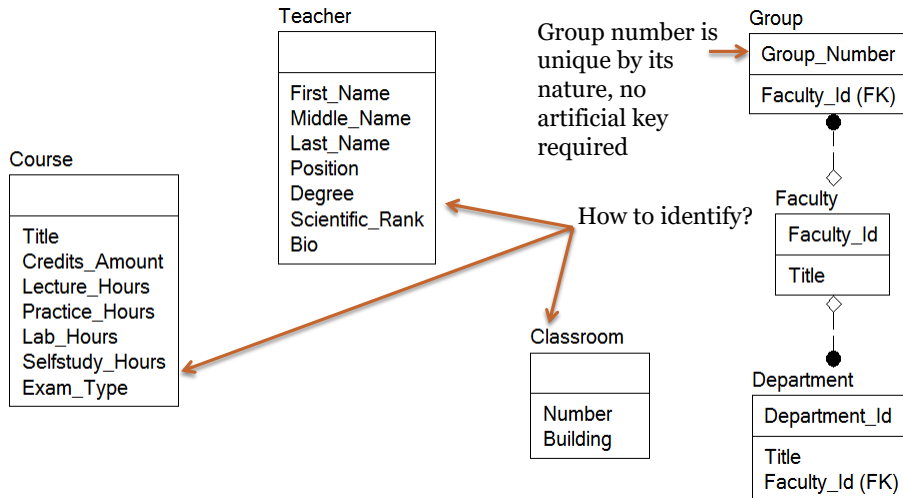 Teacher
First_Name
Middle_Name
Last_Name
Position
Degree
Scientific_Rank
Bio
Group number is
unique by its
nature, no
artificial key
required
Group
Group_Number
Faculty_Id (FK)
Course
Title
Credits_Amount
Lecture_Hours
Practice_Hours
Lab_Hours
Selfstudy_Hours
Exam_Type
How to identify?
Faculty
Faculty_Id
Title
Classroom
Number
Building
Department
Department_Id
Title
Faculty_Id (FK)